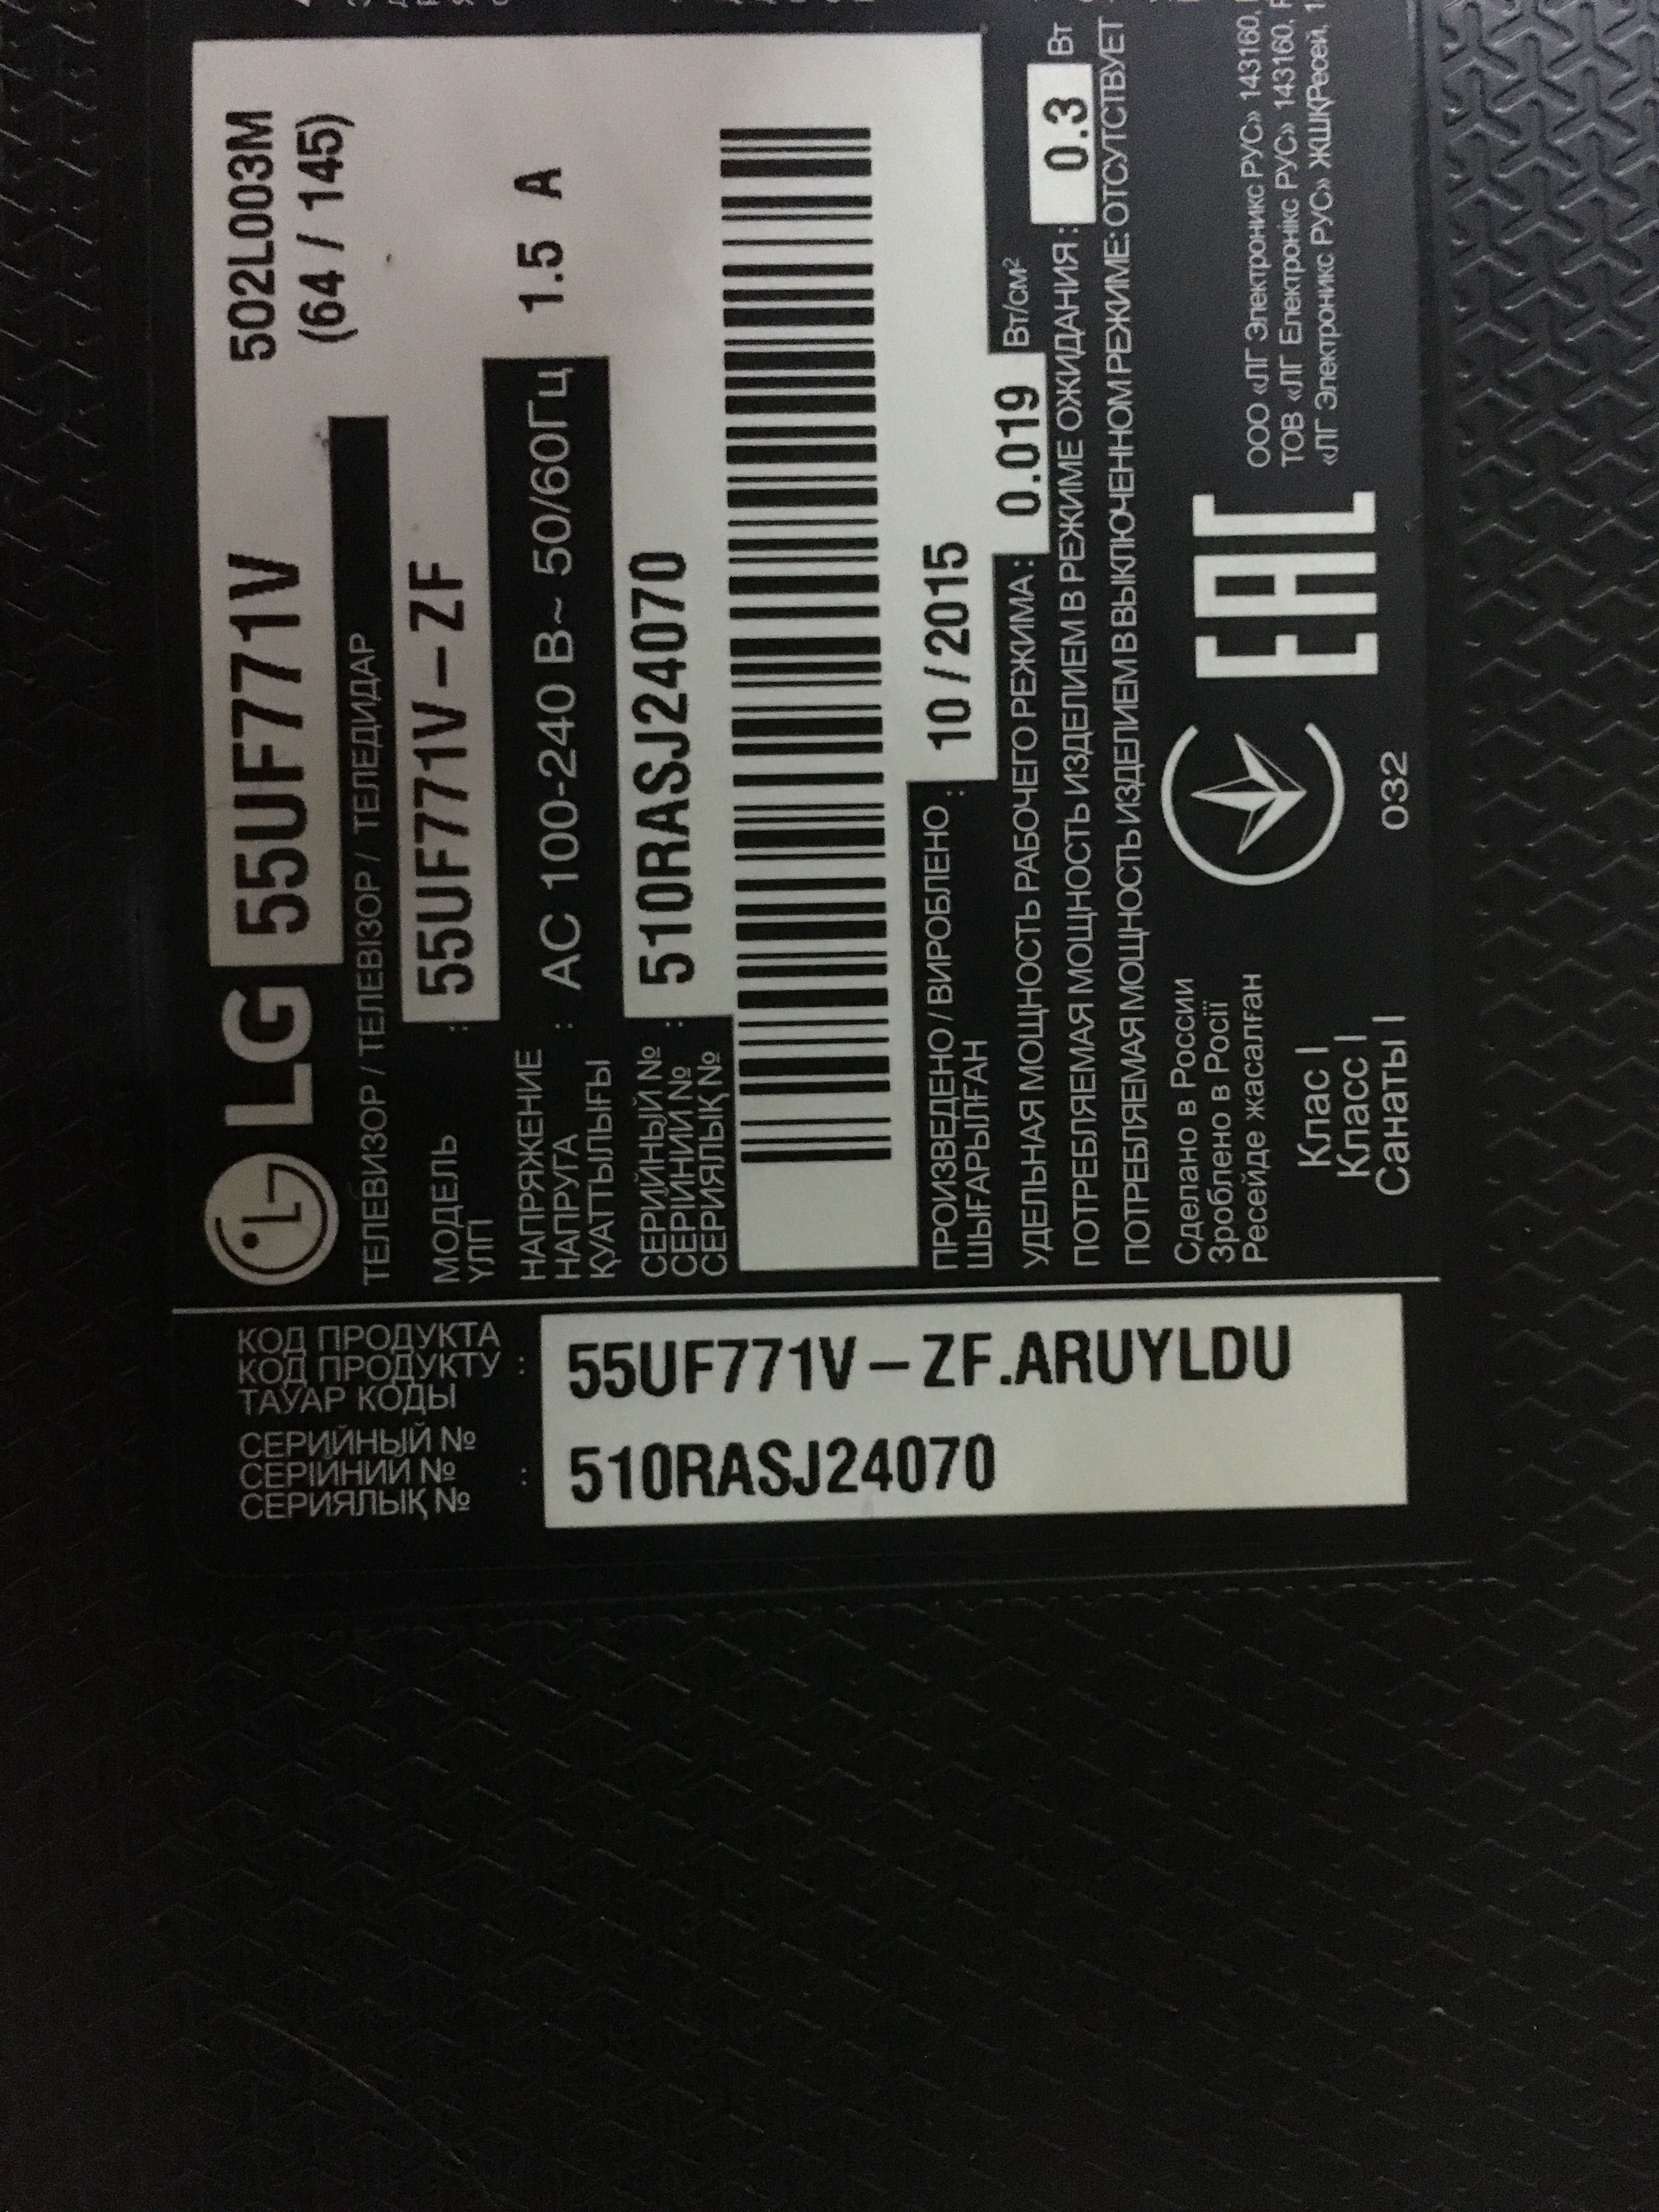 LG 55UF771V 502L003M
(64 / 145)
ТЕЛЕВИЗОР / ТЕЛЕВІЗОР / ТЕЛЕДИДАР
МОДЕЛЬ : 55UF771V – ZF
ҮЛГІ
НАПРЯЖЕНИЕ : AC 100-240 В~ 50/60Гц 1.5 A
НАПРУГА
ҚУАТТЫЛЫҒЫ
СЕРИЙНЫЙ № : 510RASJ24070
СЕРІЙНИЙ №
СЕРИЯЛЫҚ №
ПРОИЗВЕДЕНО / ВИРОБЛЕНО : 10 / 2015
ШЫҒАРЫЛҒАН
УДЕЛЬНАЯ МОЩНОСТЬ РАБОЧЕГО РЕЖИМА: 0.019 Вт/см²
ПОТРЕБЛЯЕМАЯ МОЩНОСТЬ ИЗДЕЛИЕМ В РЕЖИМЕ ОЖИДАНИЯ: 0.3 Вт
ПОТРЕБЛЯЕМАЯ МОЩНОСТЬ ИЗДЕЛИЕМ В ВЫКЛЮЧЕННОМ РЕЖИМЕ: ОТСУТСТВУЕТ
Сделано в России
Зроблено в Росії
Ресейде жасалған
Клас I
Класс I
Санаты I
032
EAC
ООО «ЛГ Электроникс РУС» 143160,
ТОВ «ЛГ Електронікс РУС» 143160,
«ЛГ Электроникс РУС» ЖШҚРесей, 1
КОД ПРОДУКТА
КОД ПРОДУКТУ : 55UF771V – ZF.ARUYLDU
ТАУАР КОДЫ
СЕРИЙНЫЙ №
СЕРІЙНИЙ № : 510RASJ24070
СЕРИЯЛЫҚ №